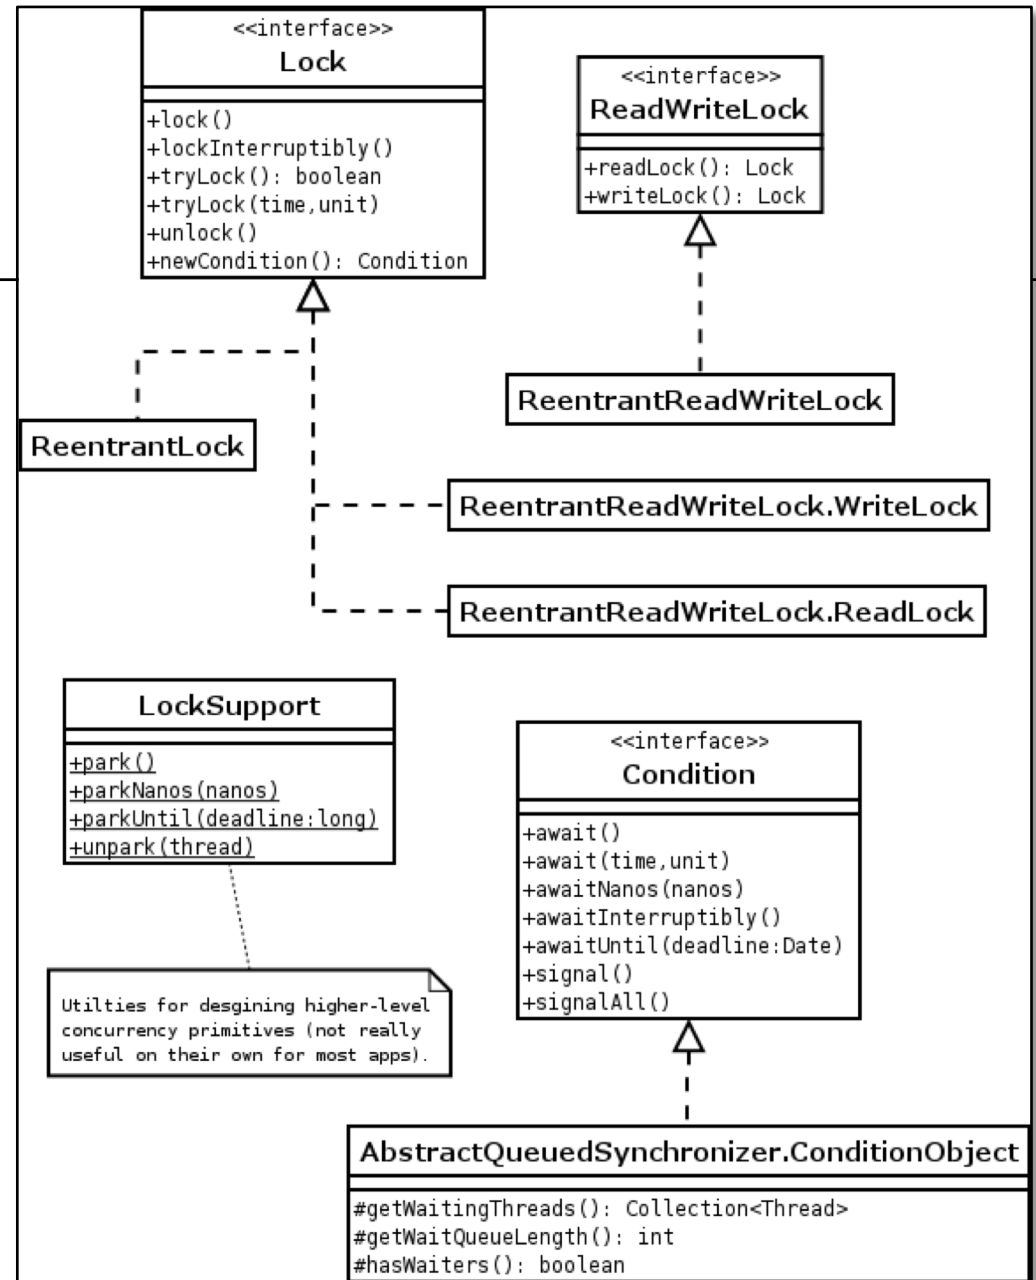 <<interface>>
Lock
+lock()
+lockInterruptibly()
+tryLock(): boolean
+tryLock(time,unit)
+unlock()
+newCondition(): Condition
<<interface>>
ReadWriteLock
+readLock(): Lock
+writeLock(): Lock
ReentrantReadWriteLock
ReentrantLock
ReentrantReadWriteLock.WriteLock
ReentrantReadWriteLock.ReadLock
LockSupport
+park()
+parkNanos(nanos)
+parkUntil(deadline:long)
+unpark(thread)
Utilties for desgining higher-level
concurrency primitives (not really
useful on their own for most apps).
<<interface>>
Condition
+await()
+await(time,unit)
+awaitNanos(nanos)
+awaitInterruptibly()
+awaitUntil(deadline:Date)
+signal()
+signalAll()
AbstractQueuedSynchronizer.ConditionObject
#getWaitingThreads(): Collection<Thread>
#getWaitQueueLength(): int
#hasWaiters(): boolean